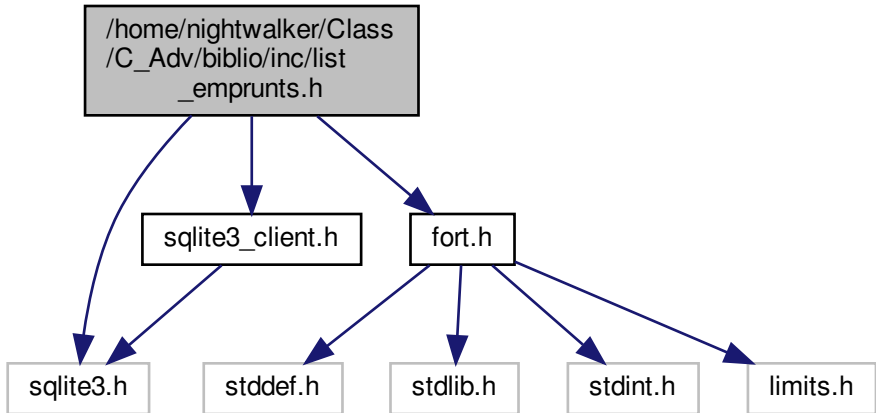 /home/nightwalker/Class
/C_Adv/biblio/inc/list
_emprunts.h
sqlite3_client.h
fort.h
sqlite3.h
stddef.h
stdlib.h
stdint.h
limits.h